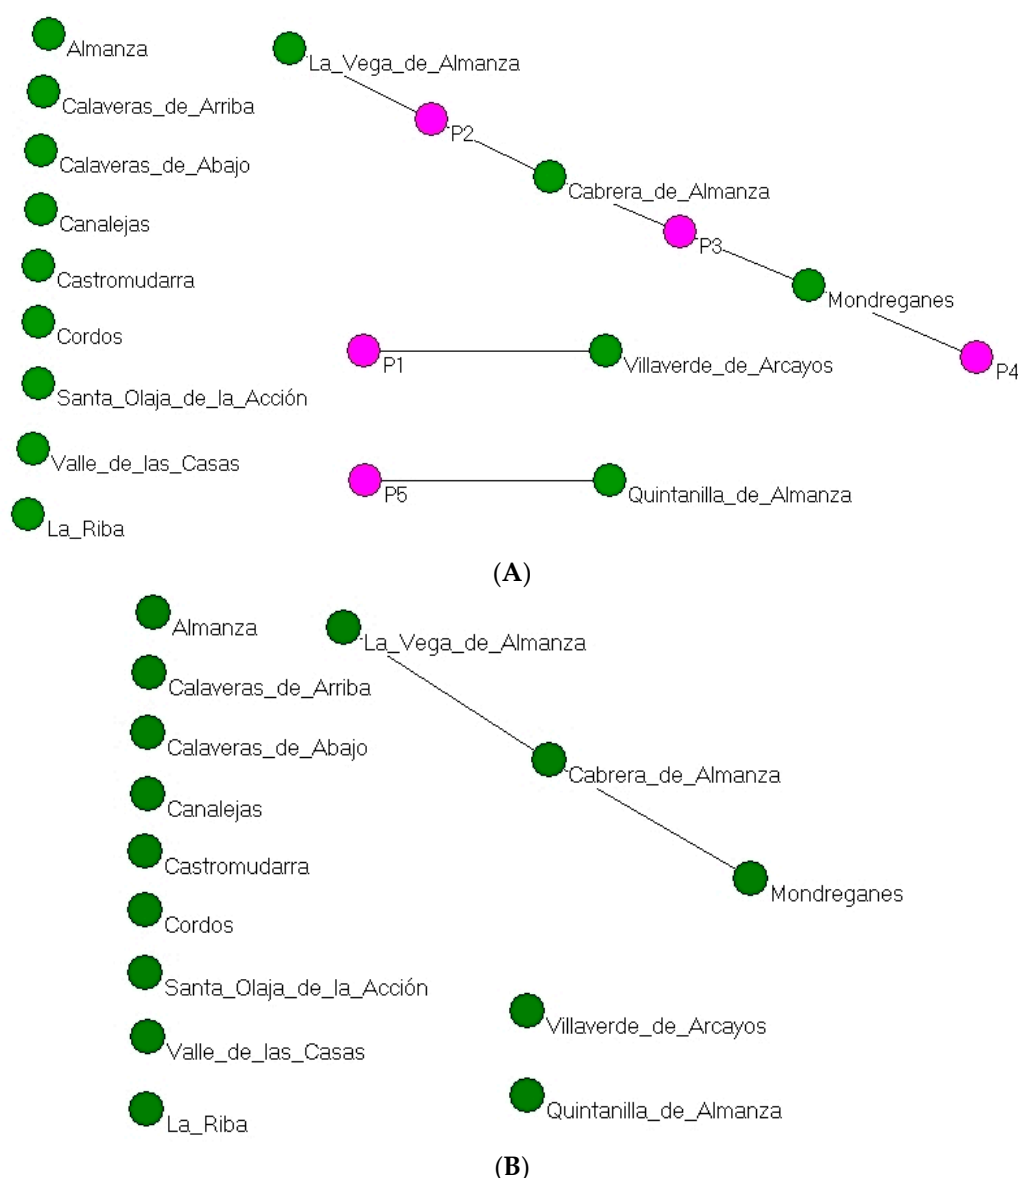 Almanza
La_Vega_de_Almanza
Calaveras_de_Arriba
P2
Calaveras_de_Abajo
Cabrera_de_Almanza
Canalejas
P3
Castromudarra
Mondreganes
Cordos
P1
Villaverde_de_Arcayos
P4
Santa_Olaja_de_la_Acción
Valle_de_las_Casas
P5
Quintanilla_de_Almanza
La_Riba
(A)
Almanza
La_Vega_de_Almanza
Calaveras_de_Arriba
Calaveras_de_Abajo
Cabrera_de_Almanza
Canalejas
Castromudarra
Mondreganes
Cordos
Santa_Olaja_de_la_Acción
Villaverde_de_Arcayos
Valle_de_las_Casas
Quintanilla_de_Almanza
La_Riba
(B)